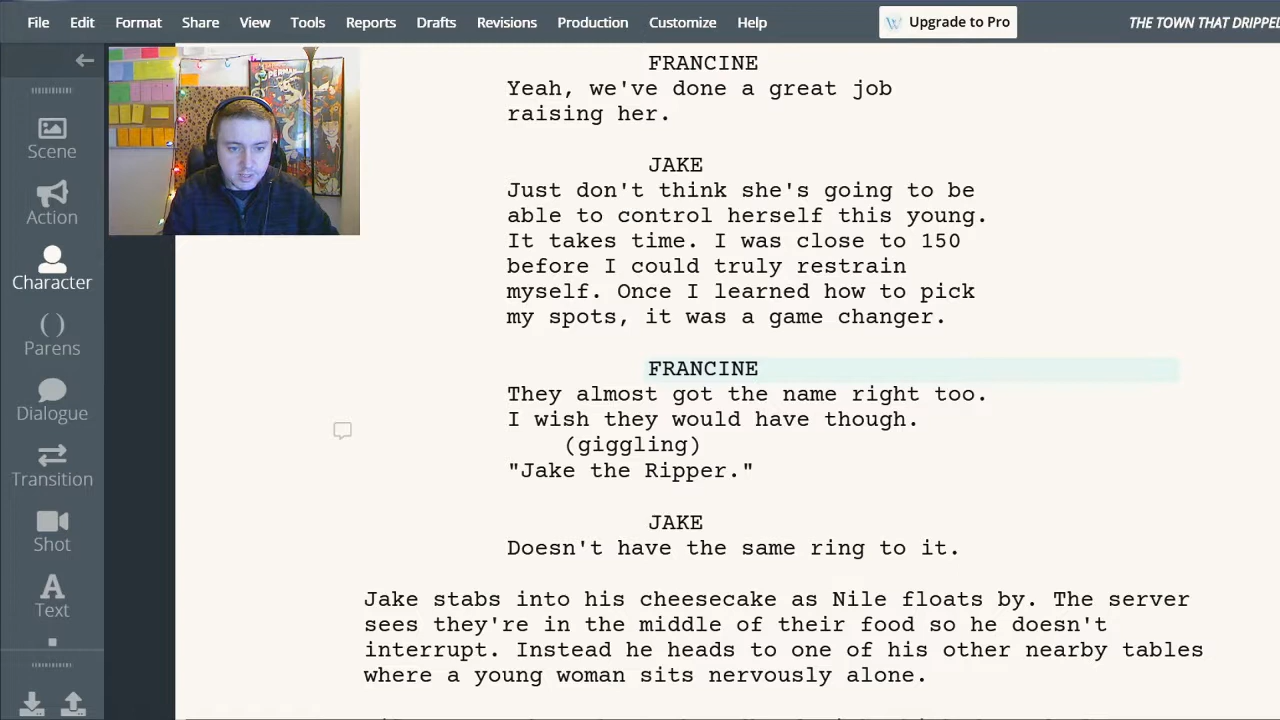 File Edit Format Share View Tools Reports Drafts Revisions Production Customize Help Upgrade to Pro THE TOWN THAT DRIPPED
Scene
Action
Character
Parens
Dialogue
Transition
Shot
Text
FRANCINE
Yeah, we've done a great job
raising her.
JAKE
Just don't think she's going to be
able to control herself this young.
It takes time. I was close to 150
before I could truly restrain
myself. Once I learned how to pick
my spots, it was a game changer.
FRANCINE
They almost got the name right too.
I wish they would have though.
(giggling)
"Jake the Ripper."
JAKE
Doesn't have the same ring to it.
Jake stabs into his cheesecake as Nile floats by. The server
sees they're in the middle of their food so he doesn't
interrupt. Instead he heads to one of his other nearby tables
where a young woman sits nervously alone.